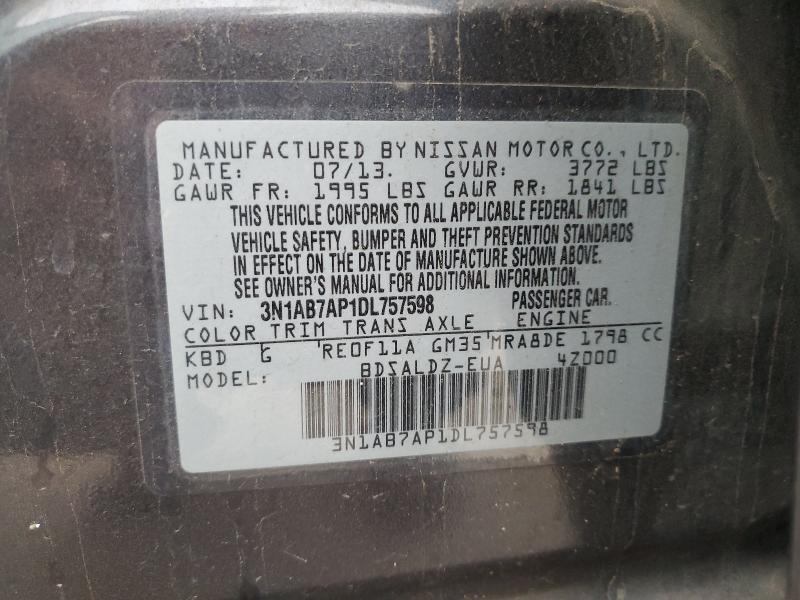 MANUFACTURED BY NISSAN MOTOR CO., LTD.
DATE: 07/13. GVWR: 3772 LBS
GAWR FR: 1995 LBS GAWR RR: 1841 LBS
THIS VEHICLE CONFORMS TO ALL APPLICABLE FEDERAL MOTOR
VEHICLE SAFETY, BUMPER AND THEFT PREVENTION STANDARDS
IN EFFECT ON THE DATE OF MANUFACTURE SHOWN ABOVE.
SEE OWNER'S MANUAL FOR ADDITIONAL INFORMATION.
VIN: 3N1AB7AP1DL757598 PASSENGER CAR.
COLOR TRIM TRANS AXLE ENGINE
KBD G RE0F11A GM35 MRA8DE 1798 CC
MODEL: BDSALDZ-EUA 4Z000
3N1AB7AP1DL757598